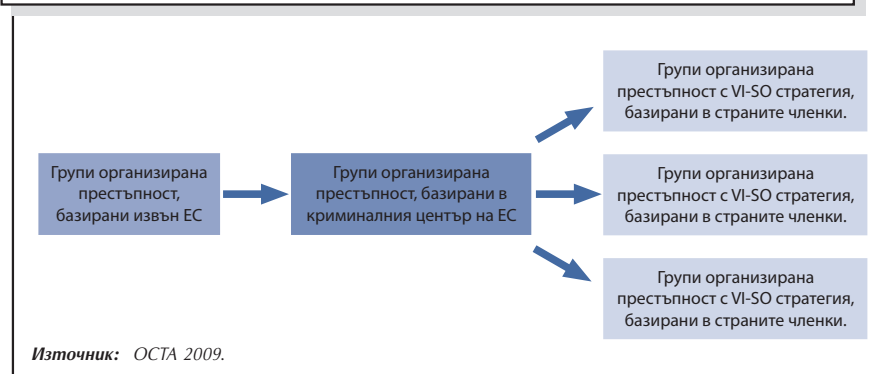 Групи организирана
престъпност,
базирани извън ЕС
Групи организирана
престъпност, базирани в
криминалния център на ЕС
Групи организирана
престъпност с VI-SO стратегия,
базирани в страните членки.
Групи организирана
престъпност с VI-SO стратегия,
базирани в страните членки.
Групи организирана
престъпност с VI-SO стратегия,
базирани в страните членки.
Източник: OCTA 2009.